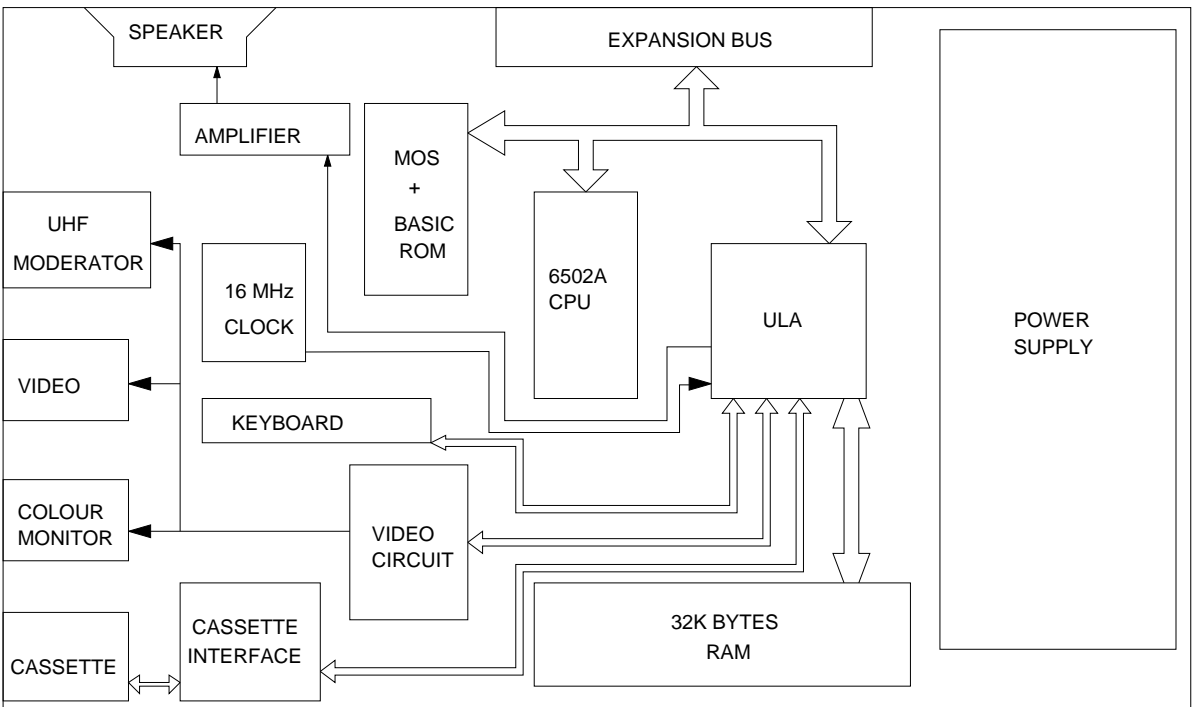 SPEAKER
EXPANSION BUS
AMPLIFIER
MOS
+
BASIC
ROM
UHF
MODERATOR
16 MHz
CLOCK
6502A
CPU
ULA
POWER
SUPPLY
VIDEO
KEYBOARD
COLOUR
MONITOR
VIDEO
CIRCUIT
CASSETTE
CASSETTE
INTERFACE
32K BYTES
RAM